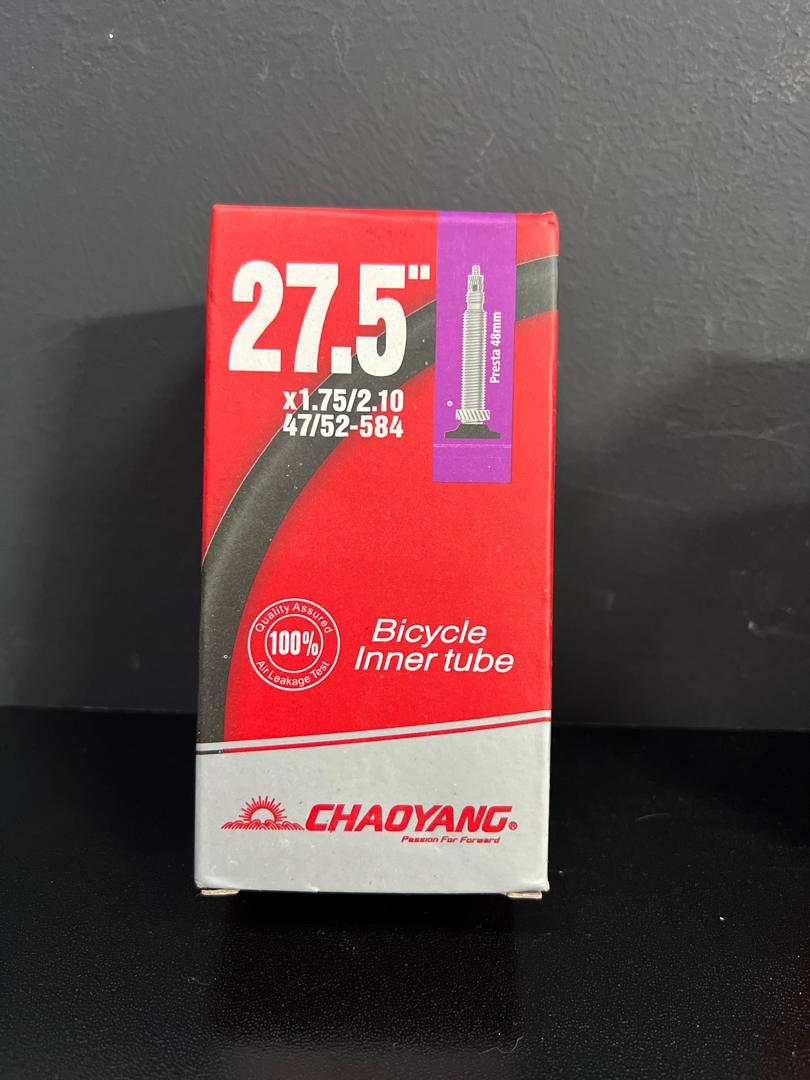 27.5"
x1.75/2.10
47/52-584
Presta 48mm
Quality Assured
100%
Air Leakage Test
Bicycle
Inner tube
CHAOYANG®
Passion For Forward